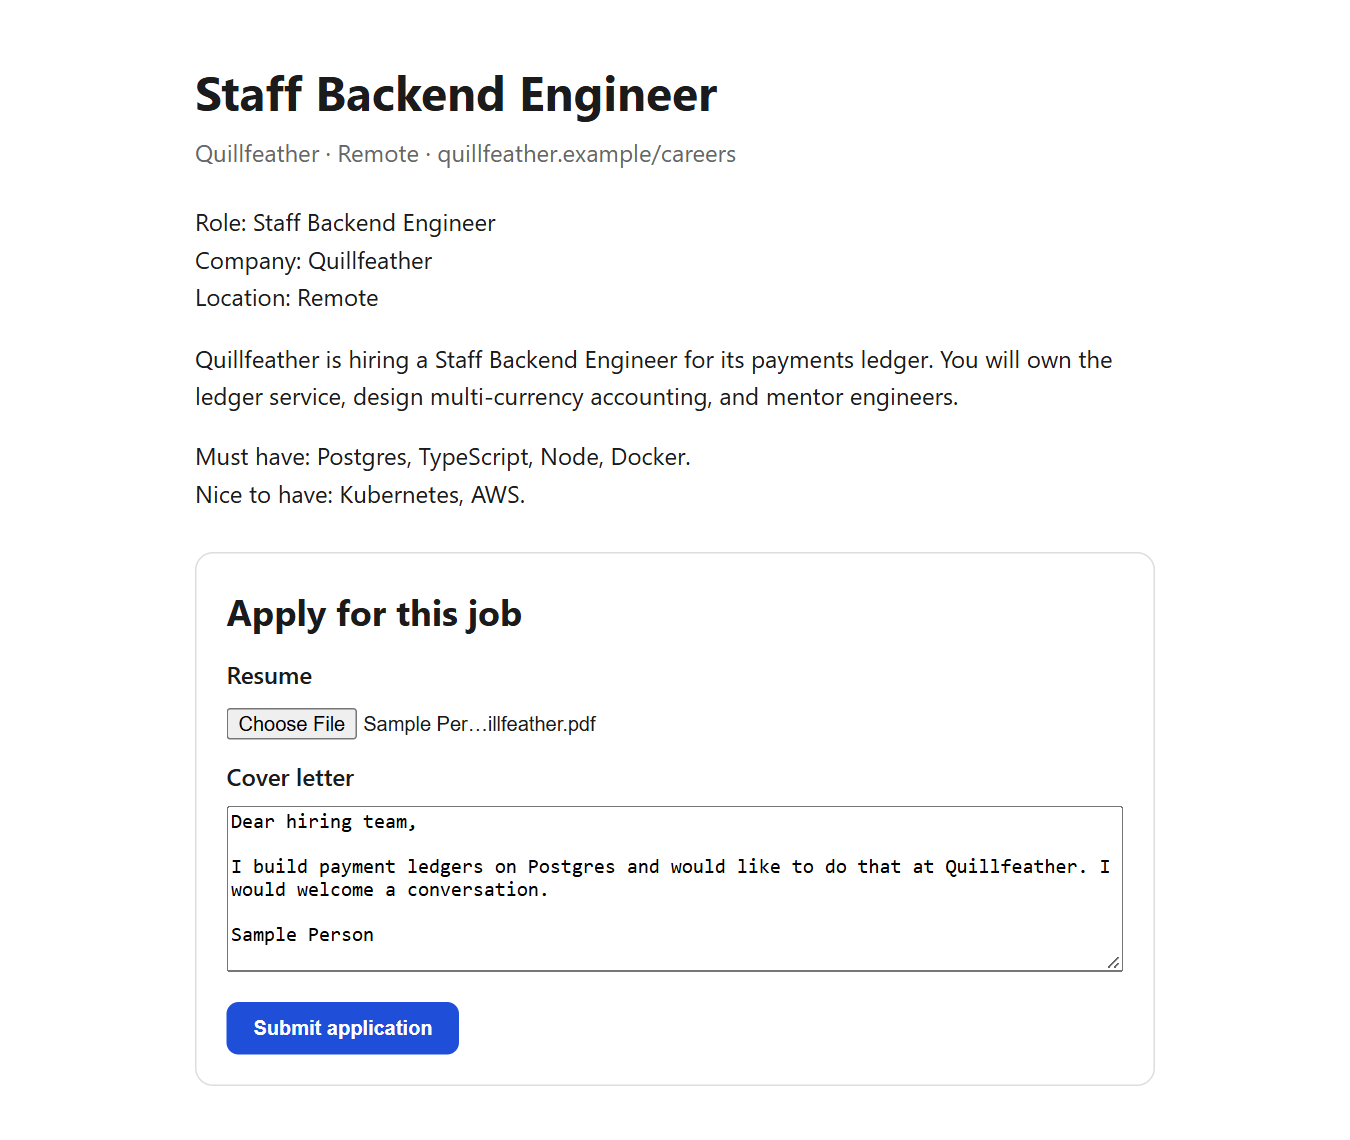 Staff Backend Engineer
Quillfeather · Remote · quillfeather.example/careers
Role: Staff Backend Engineer
Company: Quillfeather
Location: Remote
Quillfeather is hiring a Staff Backend Engineer for its payments ledger. You will own the
ledger service, design multi-currency accounting, and mentor engineers.
Must have: Postgres, TypeScript, Node, Docker.
Nice to have: Kubernetes, AWS.
Apply for this job
Resume
Choose File Sample Per…illfeather.pdf
Cover letter
Dear hiring team,
I build payment ledgers on Postgres and would like to do that at Quillfeather. I
would welcome a conversation.
Sample Person
Submit application